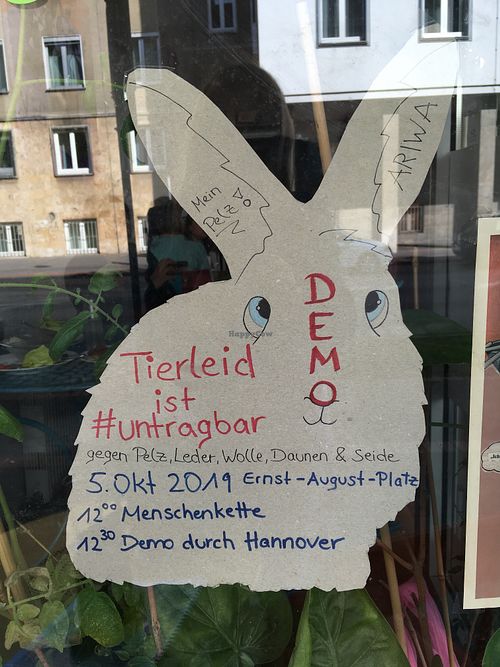 Mein
Pelz!
ARIWA
DEMO
Tierleid
ist
#untragbar
gegen Pelz, Leder, Wolle, Daunen & Seide
5. Okt 2019 Ernst-August-Platz
12⁰⁰ Menschenkette
12³⁰ Demo durch Hannover
HappyCow